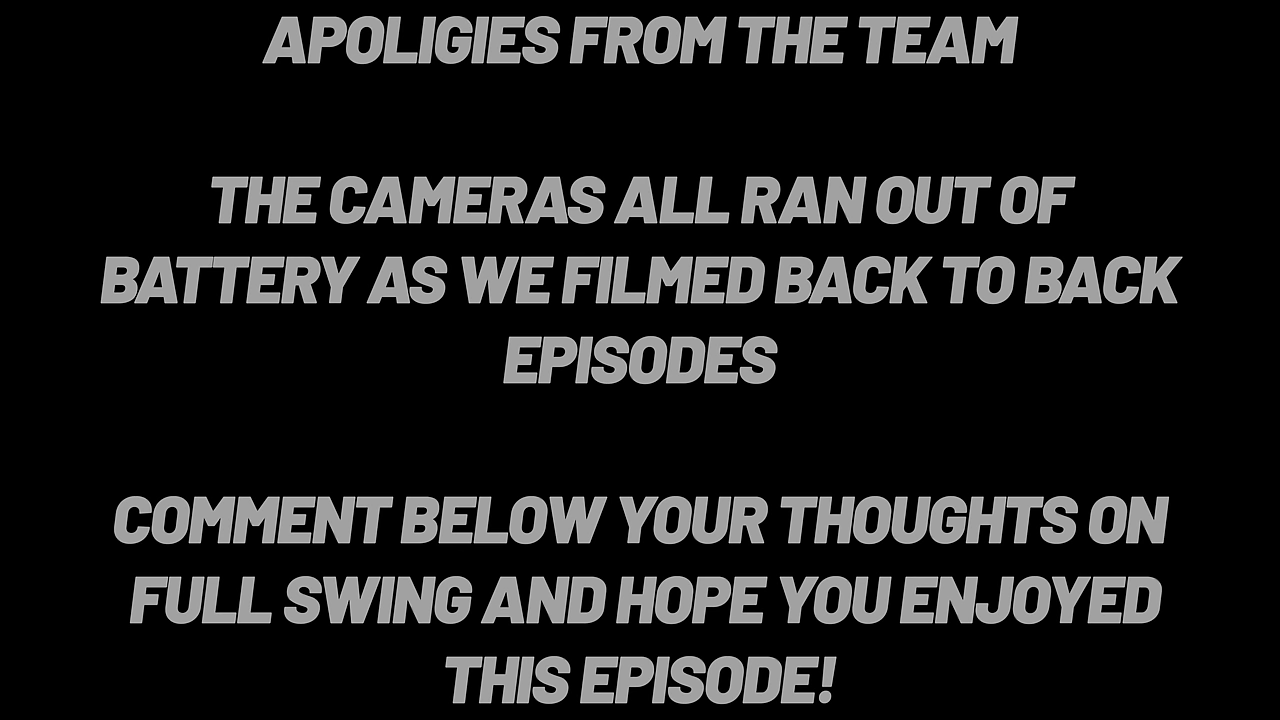 APOLIGIES FROM THE TEAM
THE CAMERAS ALL RAN OUT OF
BATTERY AS WE FILMED BACK TO BACK
EPISODES
COMMENT BELOW YOUR THOUGHTS ON
FULL SWING AND HOPE YOU ENJOYED
THIS EPISODE!